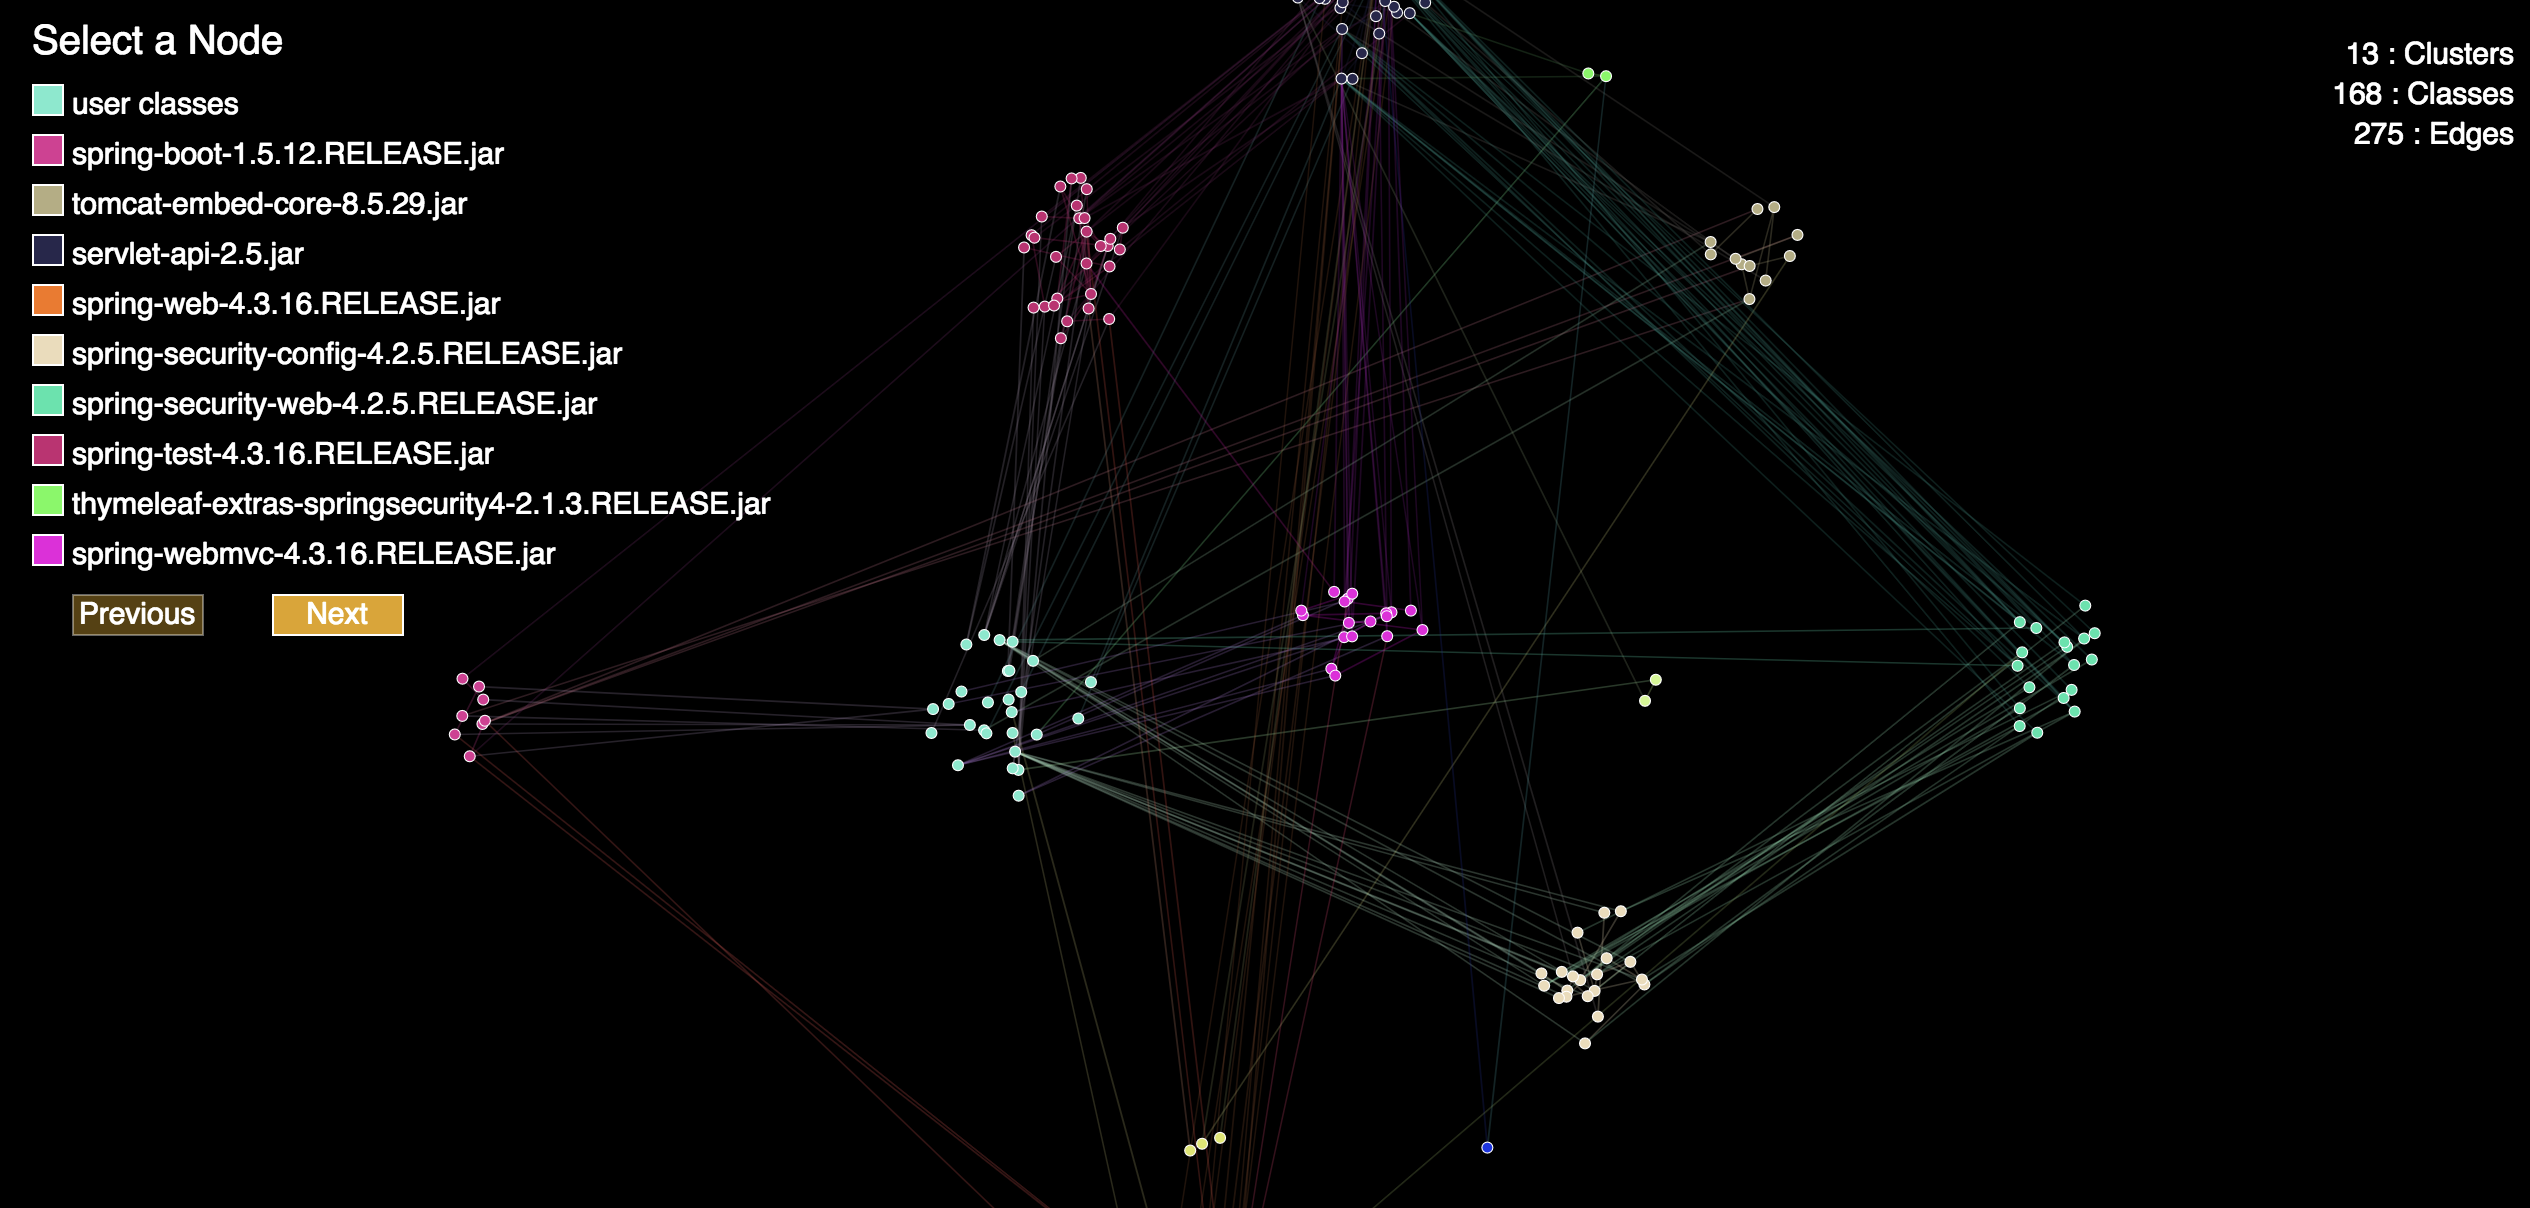 Select a Node
user classes
spring-boot-1.5.12.RELEASE.jar
tomcat-embed-core-8.5.29.jar
servlet-api-2.5.jar
spring-web-4.3.16.RELEASE.jar
spring-security-config-4.2.5.RELEASE.jar
spring-security-web-4.2.5.RELEASE.jar
spring-test-4.3.16.RELEASE.jar
thymeleaf-extras-springsecurity4-2.1.3.RELEASE.jar
spring-webmvc-4.3.16.RELEASE.jar
Previous Next
13 : Clusters
168 : Classes
275 : Edges